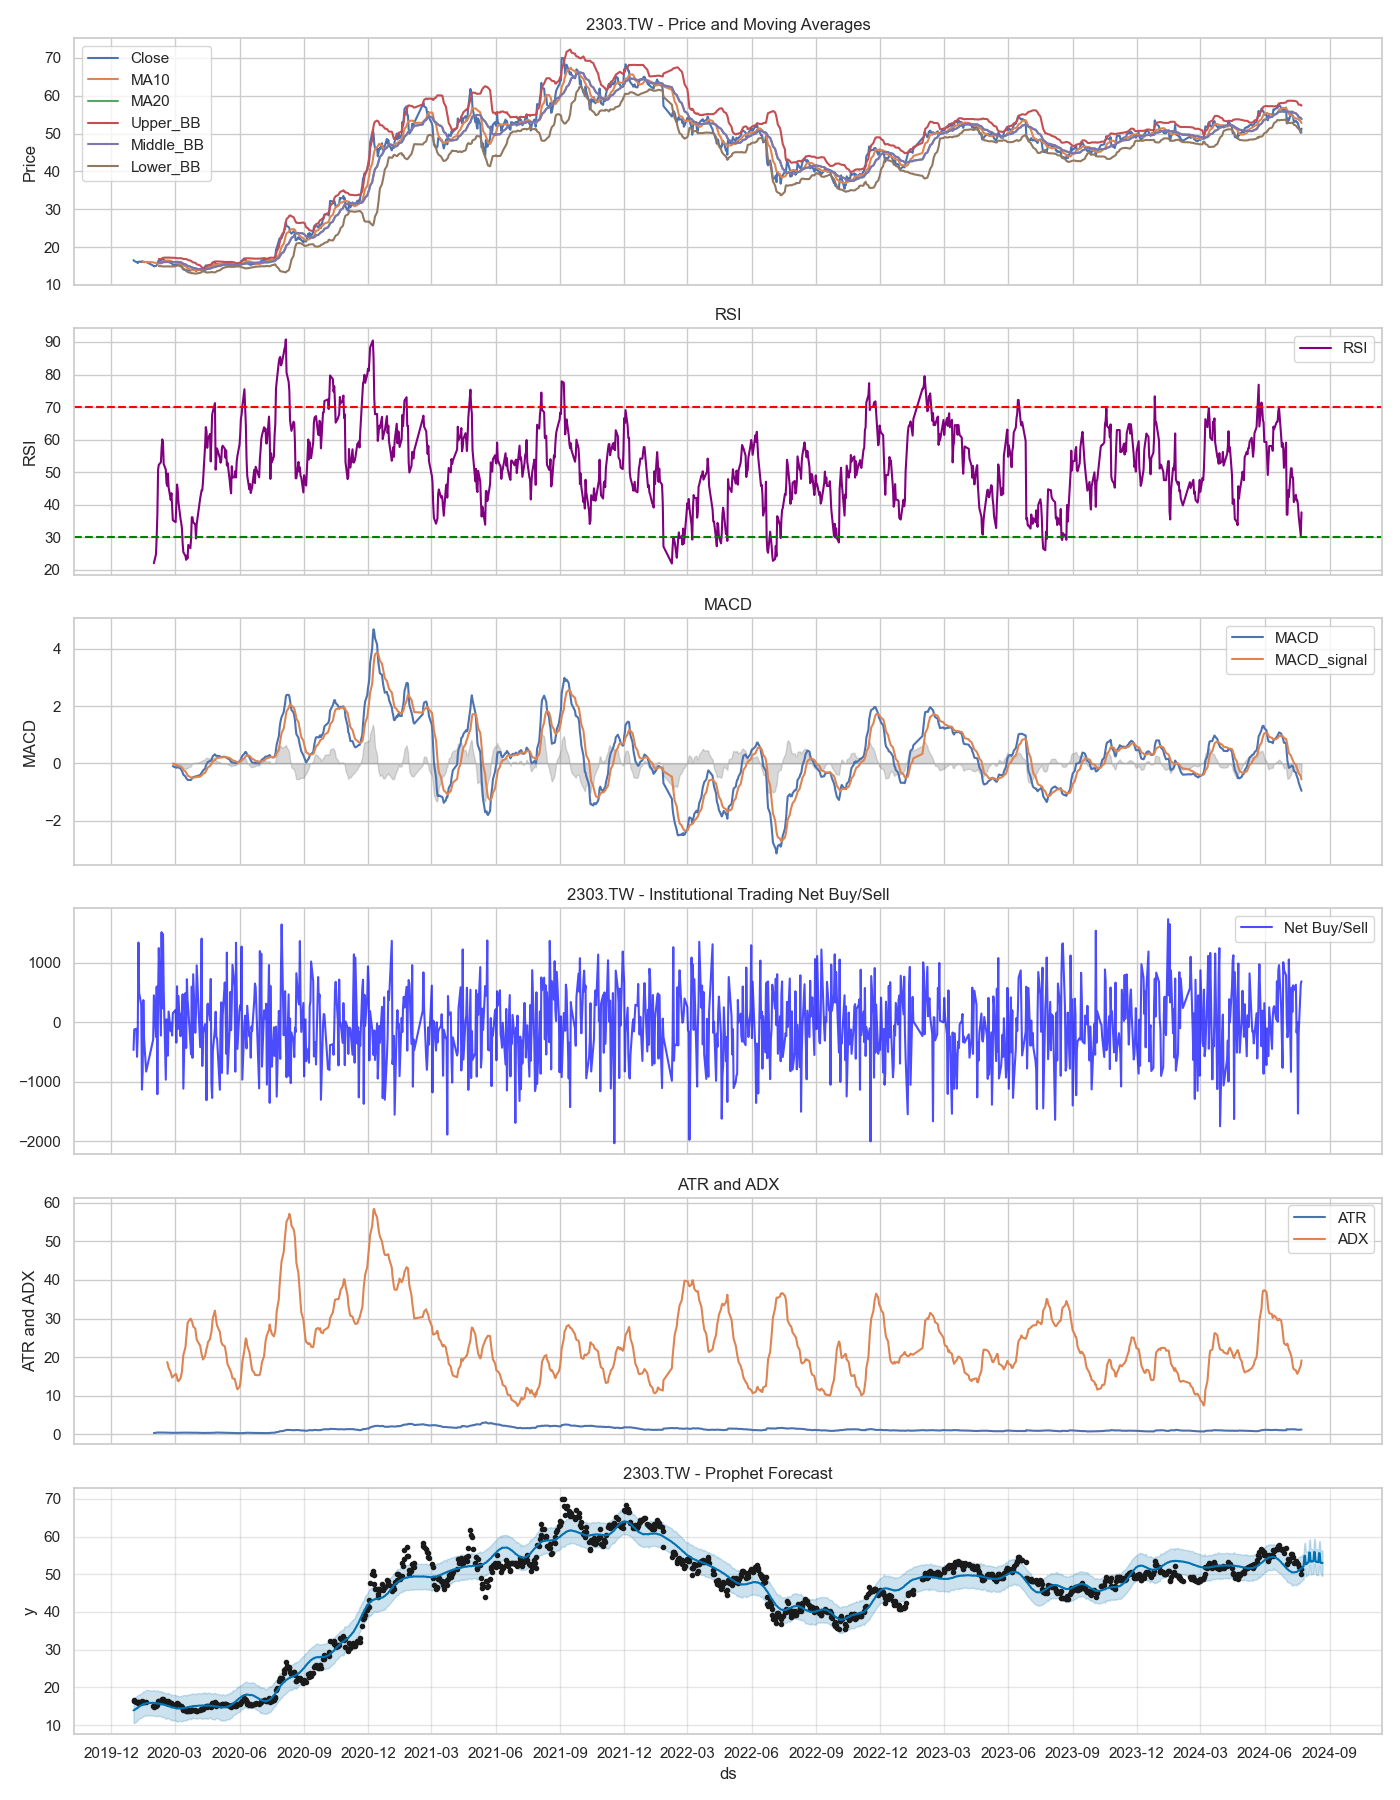 2303.TW - Price and Moving Averages
Price
70
60
50
40
30
20
10
Close
MA10
MA20
Upper_BB
Middle_BB
Lower_BB
RSI
RSI
90
80
70
60
50
40
30
20
RSI
MACD
MACD
4
2
0
−2
MACD
MACD_signal
2303.TW - Institutional Trading Net Buy/Sell
1000
0
−1000
−2000
Net Buy/Sell
ATR and ADX
ATR and ADX
60
50
40
30
20
10
0
ATR
ADX
2303.TW - Prophet Forecast
y
70
60
50
40
30
20
10
2019-12 2020-03 2020-06 2020-09 2020-12 2021-03 2021-06 2021-09 2021-12 2022-03 2022-06 2022-09 2022-12 2023-03 2023-06 2023-09 2023-12 2024-03 2024-06 2024-09
ds